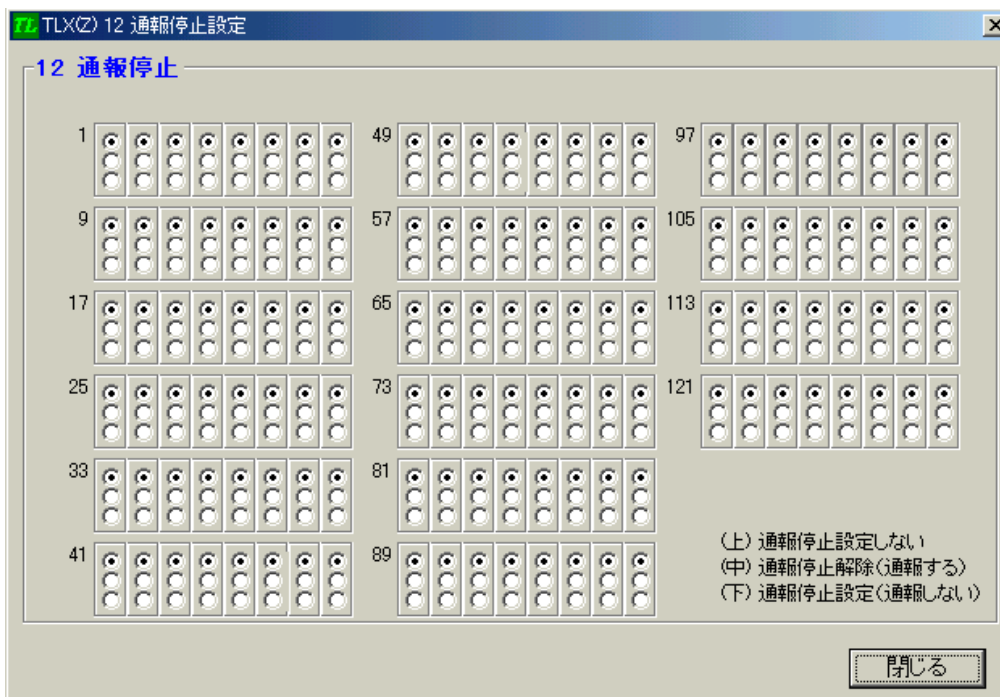 TL TLX(Z) 12 通報停止設定
12 通報停止
1 49 97
9 57 105
17 65 113
25 73 121
33 81
41 89
(上) 通報停止設定しない
(中) 通報停止解除(通報する)
(下) 通報停止設定(通報しない)
閉じる